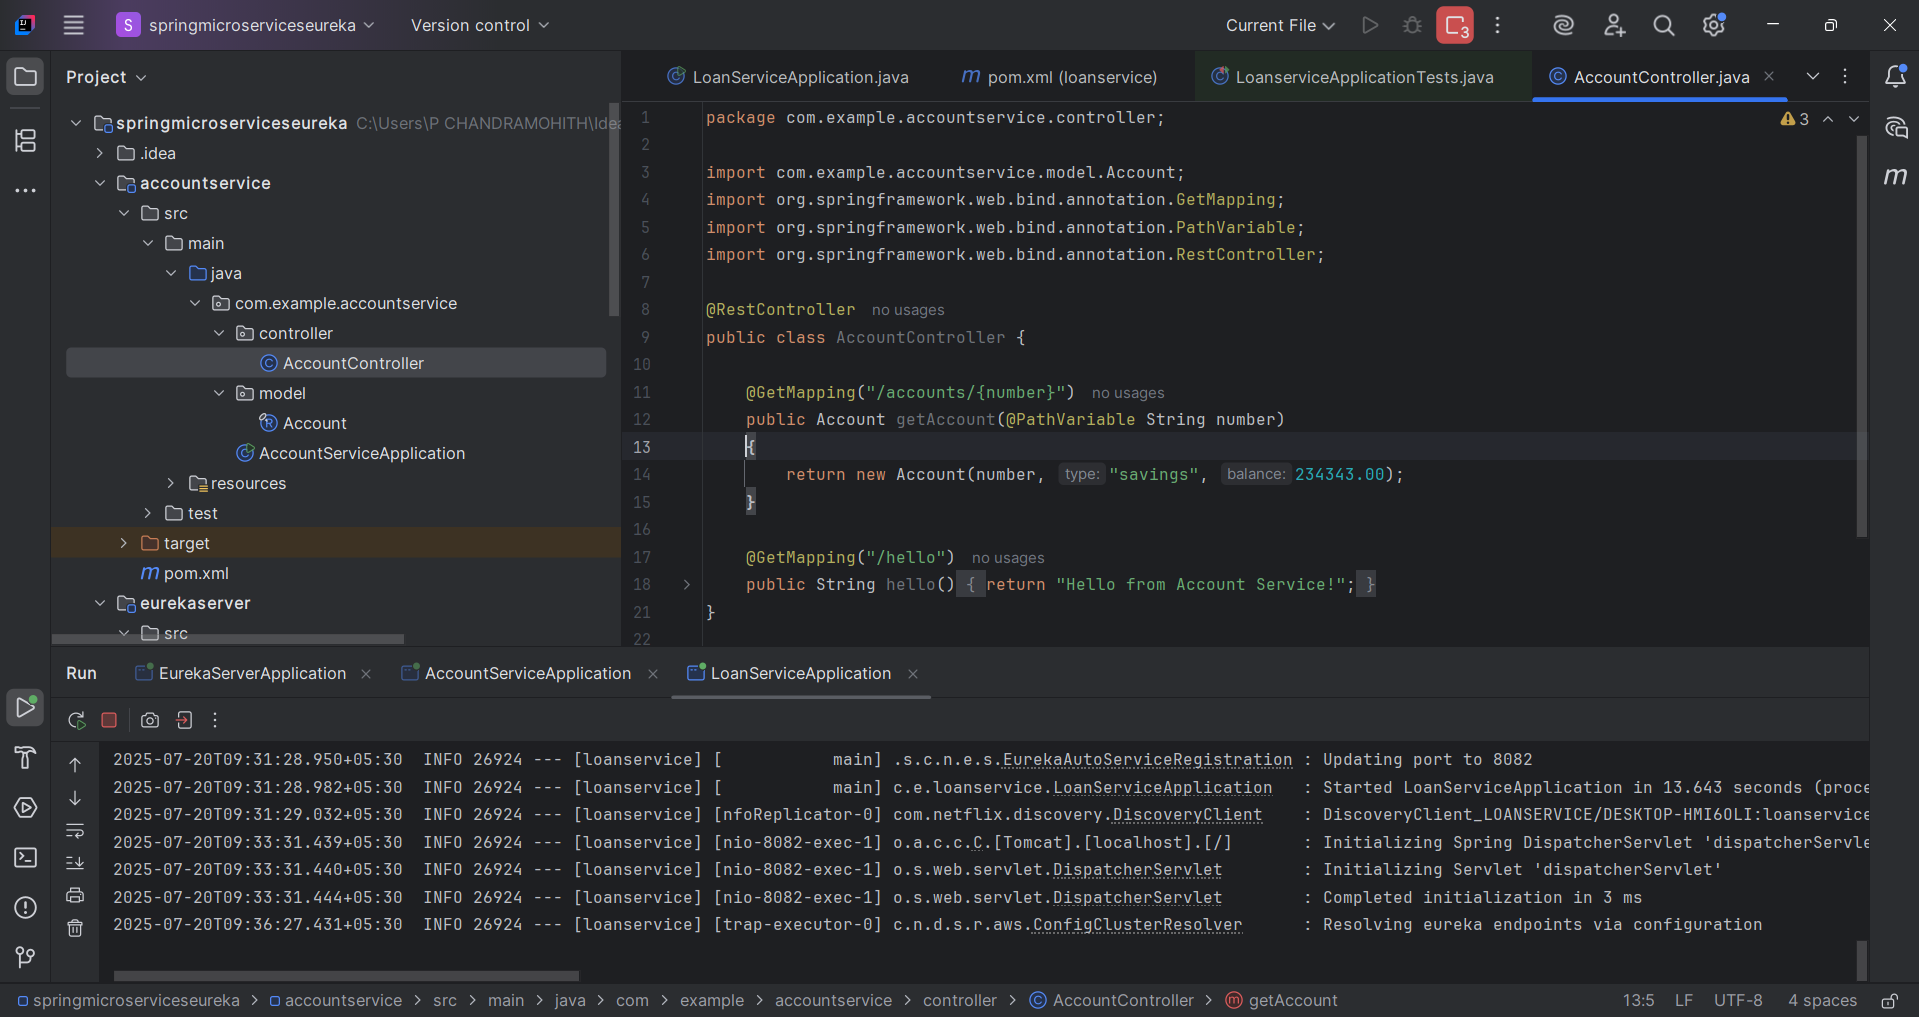 S springmicroserviceseureka Version control Current File 3
Project
springmicroserviceseureka C:\Users\P CHANDRAMOHITH\Idea
.idea
accountservice
src
main
java
com.example.accountservice
controller
AccountController
model
Account
AccountServiceApplication
resources
test
target
m pom.xml
eurekaserver
src
LoanServiceApplication.java m pom.xml (loanservice) LoanserviceApplicationTests.java AccountController.java
3
1 package com.example.accountservice.controller;
2
3 import com.example.accountservice.model.Account;
4 import org.springframework.web.bind.annotation.GetMapping;
5 import org.springframework.web.bind.annotation.PathVariable;
6 import org.springframework.web.bind.annotation.RestController;
7
8 @RestController no usages
9 public class AccountController {
10
11 @GetMapping("/accounts/{number}") no usages
12 public Account getAccount(@PathVariable String number)
13 {
14 return new Account(number, type: "savings", balance: 234343.00);
15 }
16
17 @GetMapping("/hello") no usages
18 public String hello() { return "Hello from Account Service!"; }
21 }
22
m
Run EurekaServerApplication AccountServiceApplication LoanServiceApplication
2025-07-20T09:31:28.950+05:30 INFO 26924 --- [loanservice] [ main] .s.c.n.e.s.EurekaAutoServiceRegistration : Updating port to 8082
2025-07-20T09:31:28.982+05:30 INFO 26924 --- [loanservice] [ main] c.e.loanservice.LoanServiceApplication : Started LoanServiceApplication in 13.643 seconds (proce
2025-07-20T09:31:29.032+05:30 INFO 26924 --- [loanservice] [nfoReplicator-0] com.netflix.discovery.DiscoveryClient : DiscoveryClient_LOANSERVICE/DESKTOP-HMI6OLI:loanservice
2025-07-20T09:33:31.439+05:30 INFO 26924 --- [loanservice] [nio-8082-exec-1] o.a.c.c.C.[Tomcat].[localhost].[/] : Initializing Spring DispatcherServlet 'dispatcherServle
2025-07-20T09:33:31.440+05:30 INFO 26924 --- [loanservice] [nio-8082-exec-1] o.s.web.servlet.DispatcherServlet : Initializing Servlet 'dispatcherServlet'
2025-07-20T09:33:31.444+05:30 INFO 26924 --- [loanservice] [nio-8082-exec-1] o.s.web.servlet.DispatcherServlet : Completed initialization in 3 ms
2025-07-20T09:36:27.431+05:30 INFO 26924 --- [loanservice] [trap-executor-0] c.n.d.s.r.aws.ConfigClusterResolver : Resolving eureka endpoints via configuration
springmicroserviceseureka > accountservice > src > main > java > com > example > accountservice > controller > AccountController > getAccount 13:5 LF UTF-8 4 spaces